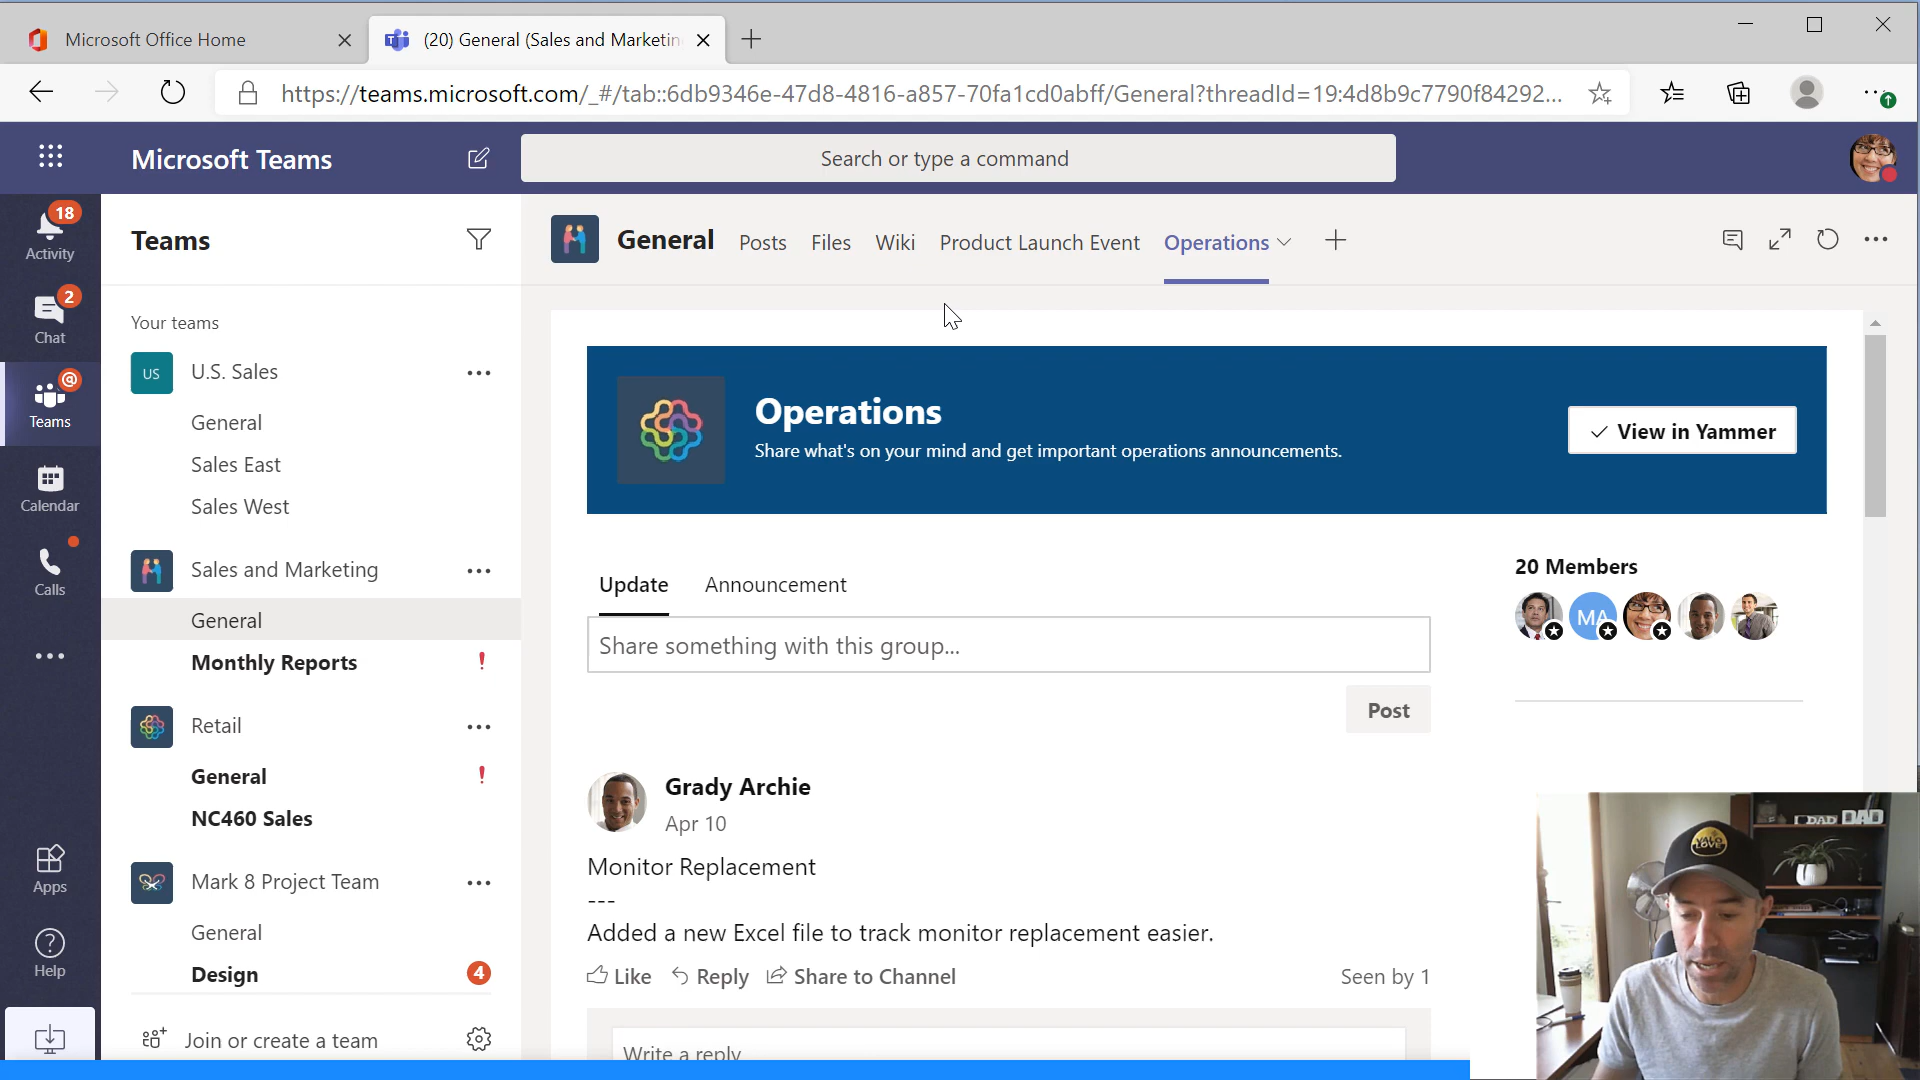 Microsoft Office Home
(20) General (Sales and Marketin
https://teams.microsoft.com/_#/tab::6db9346e-47d8-4816-a857-70fa1cd0abff/General?threadId=19:4d8b9c7790f84292...
Microsoft Teams
Search or type a command
18
Activity
2
Chat
@
Teams
Calendar
Calls
Apps
Help
Teams
Your teams
US
U.S. Sales
General
Sales East
Sales West
Sales and Marketing
General
Monthly Reports !
Retail
General !
NC460 Sales
Mark 8 Project Team
General
Design 4
Join or create a team
General Posts Files Wiki Product Launch Event Operations
Operations
Share what's on your mind and get important operations announcements.
View in Yammer
Update Announcement
Share something with this group...
Post
20 Members
MA
Grady Archie
Apr 10
Monitor Replacement
---
Added a new Excel file to track monitor replacement easier.
Like Reply Share to Channel Seen by 1
Write a reply
DAD DAD
YALO
LOVE